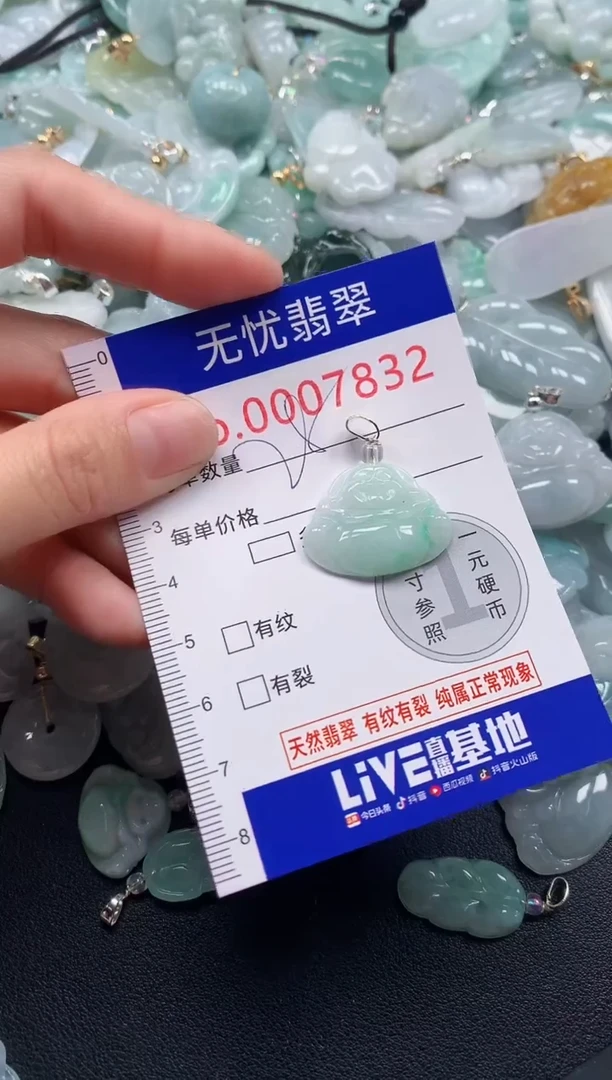 无忧翡翠
.0007832
数量
每单价格
一元硬币
寸参照
1
有纹
有裂
天然翡翠 有纹有裂 纯属正常现象
LiVE直播基地
今日头条 抖音 西瓜视频 抖音火山版
0
3
4
5
6
7
8